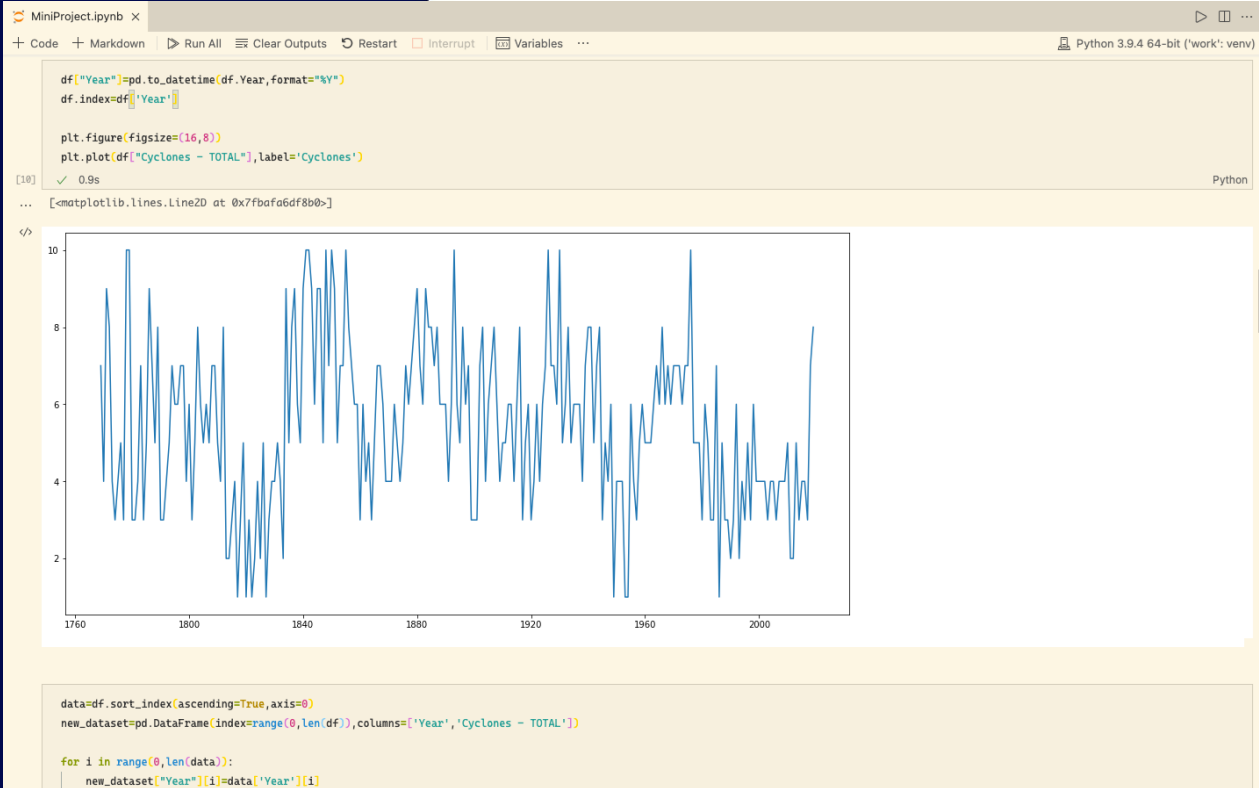 MiniProject.ipynb ×
+ Code + Markdown Run All Clear Outputs Restart Interrupt Variables ... Python 3.9.4 64-bit ('work': venv)
df["Year"]=pd.to_datetime(df.Year,format="%Y")
df.index=df['Year']
plt.figure(figsize=(16,8))
plt.plot(df["Cyclones - TOTAL"],label='Cyclones')
[10] ✓ 0.9s Python
... [<matplotlib.lines.Line2D at 0x7fbafa6df8b0>]
</>
10
8
6
4
2
1760 1800 1840 1880 1920 1960 2000
data=df.sort_index(ascending=True,axis=0)
new_dataset=pd.DataFrame(index=range(0,len(df)),columns=['Year','Cyclones - TOTAL'])
for i in range(0,len(data)):
new_dataset["Year"][i]=data['Year'][i]